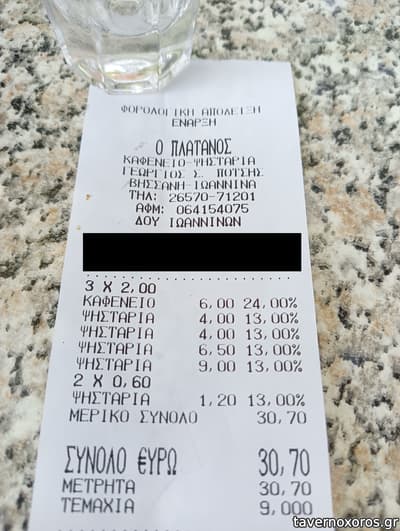 ΦΟΡΟΛΟΓΙΚΗ ΑΠΟΔΕΙΞΗ
ΕΝΑΡΞΗ
Ο ΠΛΑΤΑΝΟΣ
ΚΑΦΕΝΕΙΟ-ΨΗΣΤΑΡΙΑ
ΓΕΩΡΓΙΟΣ Σ. ΠΟΤΣΗΣ
ΒΗΣΣΑΝΗ-ΙΩΑΝΝΙΝΑ
ΤΗΛ: 26570-71201
ΑΦΜ: 064154075
ΔΟΥ ΙΩΑΝΝΙΝΩΝ
3 X 2,00
ΚΑΦΕΝΕΙΟ 6,00 24,00%
ΨΗΣΤΑΡΙΑ 4,00 13,00%
ΨΗΣΤΑΡΙΑ 4,00 13,00%
ΨΗΣΤΑΡΙΑ 6,50 13,00%
ΨΗΣΤΑΡΙΑ 9,00 13,00%
2 X 0,60
ΨΗΣΤΑΡΙΑ 1,20 13,00%
ΜΕΡΙΚΟ ΣΥΝΟΛΟ 30,70
ΣΥΝΟΛΟ €ΥΡΩ 30,70
ΜΕΤΡΗΤΑ 30,70
ΤΕΜΑΧΙΑ 9,000
tavernoxoros.gr